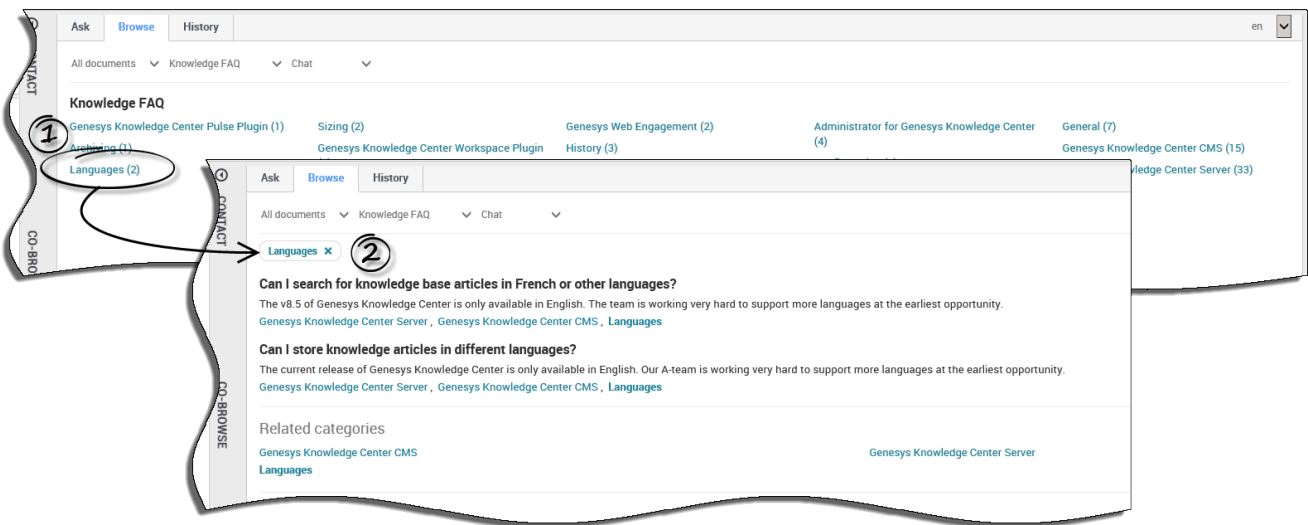 Ask Browse History en
All documents Knowledge FAQ Chat
Knowledge FAQ
Genesys Knowledge Center Pulse Plugin (1) Sizing (2) Genesys Web Engagement (2) Administrator for Genesys Knowledge Center General (7)
(4)
Archiving (1) Genesys Knowledge Center Workspace Plugin History (3) Genesys Knowledge Center CMS (15)
Languages (2) Knowledge Center Server (33)
1
CONTACT
CO-BRO
Ask Browse History
All documents Knowledge FAQ Chat
Languages × 2
Can I search for knowledge base articles in French or other languages?
The v8.5 of Genesys Knowledge Center is only available in English. The team is working very hard to support more languages at the earliest opportunity.
Genesys Knowledge Center Server , Genesys Knowledge Center CMS , Languages
Can I store knowledge articles in different languages?
The current release of Genesys Knowledge Center is only available in English. Our A-team is working very hard to support more languages at the earliest opportunity.
Genesys Knowledge Center Server , Genesys Knowledge Center CMS , Languages
Related categories
Genesys Knowledge Center CMS Genesys Knowledge Center Server
Languages
CONTACT
CO-BROWSE